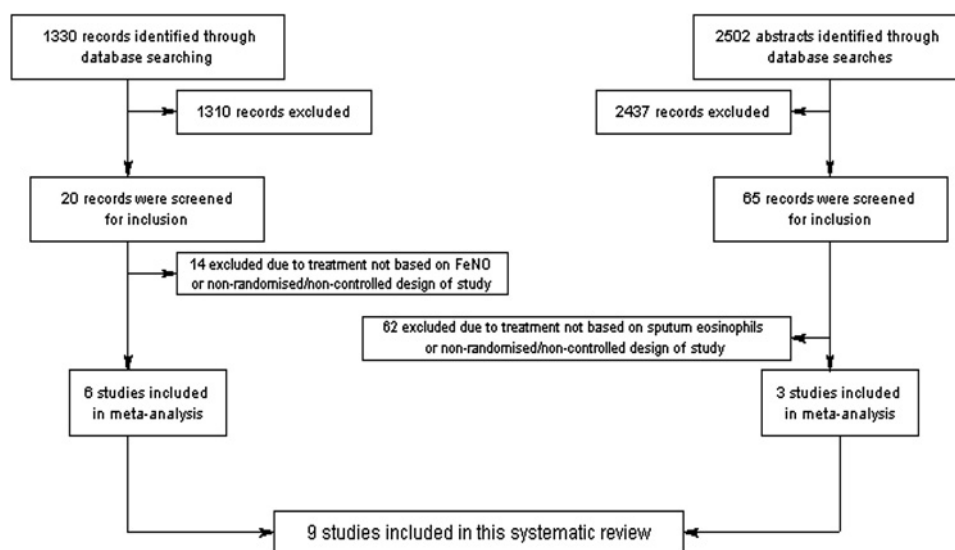 1330 records identified through
database searching
1310 records excluded
20 records were screened
for inclusion
14 excluded due to treatment not based on FeNO
or non-randomised/non-controlled design of study
6 studies included
in meta-analysis
2502 abstracts identified through
database searches
2437 records excluded
65 records were screened
for inclusion
62 excluded due to treatment not based on sputum eosinophils
or non-randomised/non-controlled design of study
3 studies included
in meta-analysis
9 studies included in this systematic review